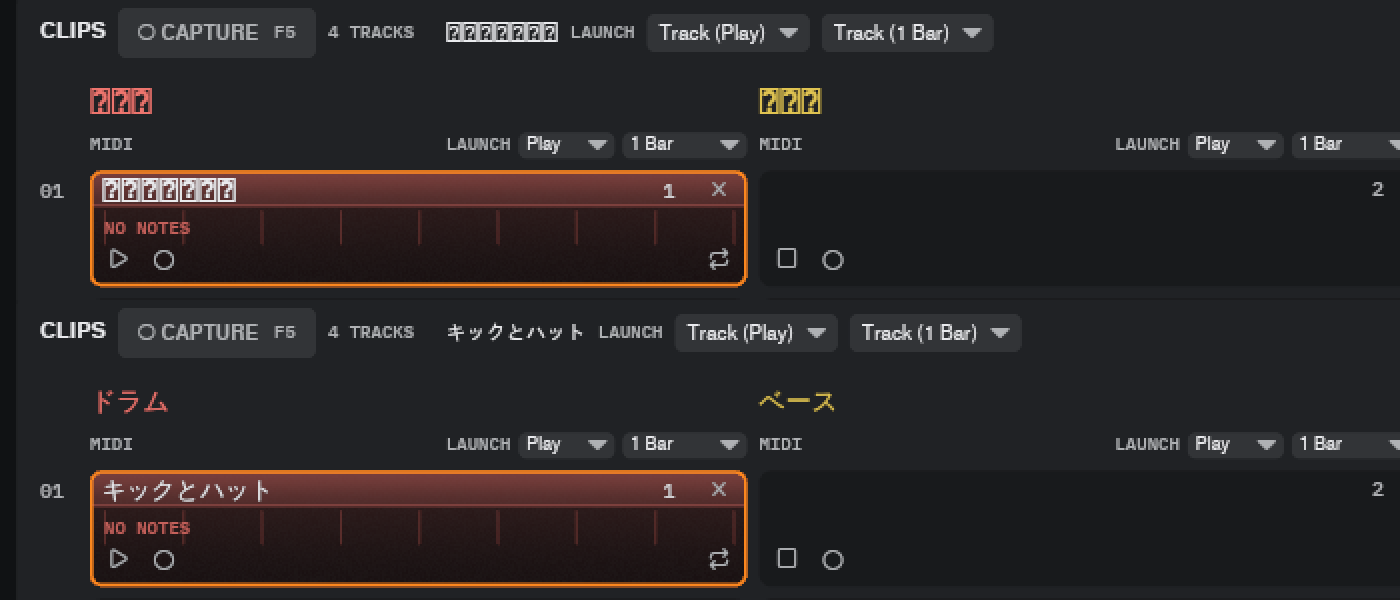 CLIPS CAPTURE F5 4 TRACKS LAUNCH Track (Play) Track (1 Bar)
MIDI LAUNCH Play 1 Bar MIDI LAUNCH Play 1 Bar
01 1 2
NO NOTES
CLIPS CAPTURE F5 4 TRACKS キックとハット LAUNCH Track (Play) Track (1 Bar)
ドラム ベース
MIDI LAUNCH Play 1 Bar MIDI LAUNCH Play 1 Bar
01 キックとハット 1 2
NO NOTES